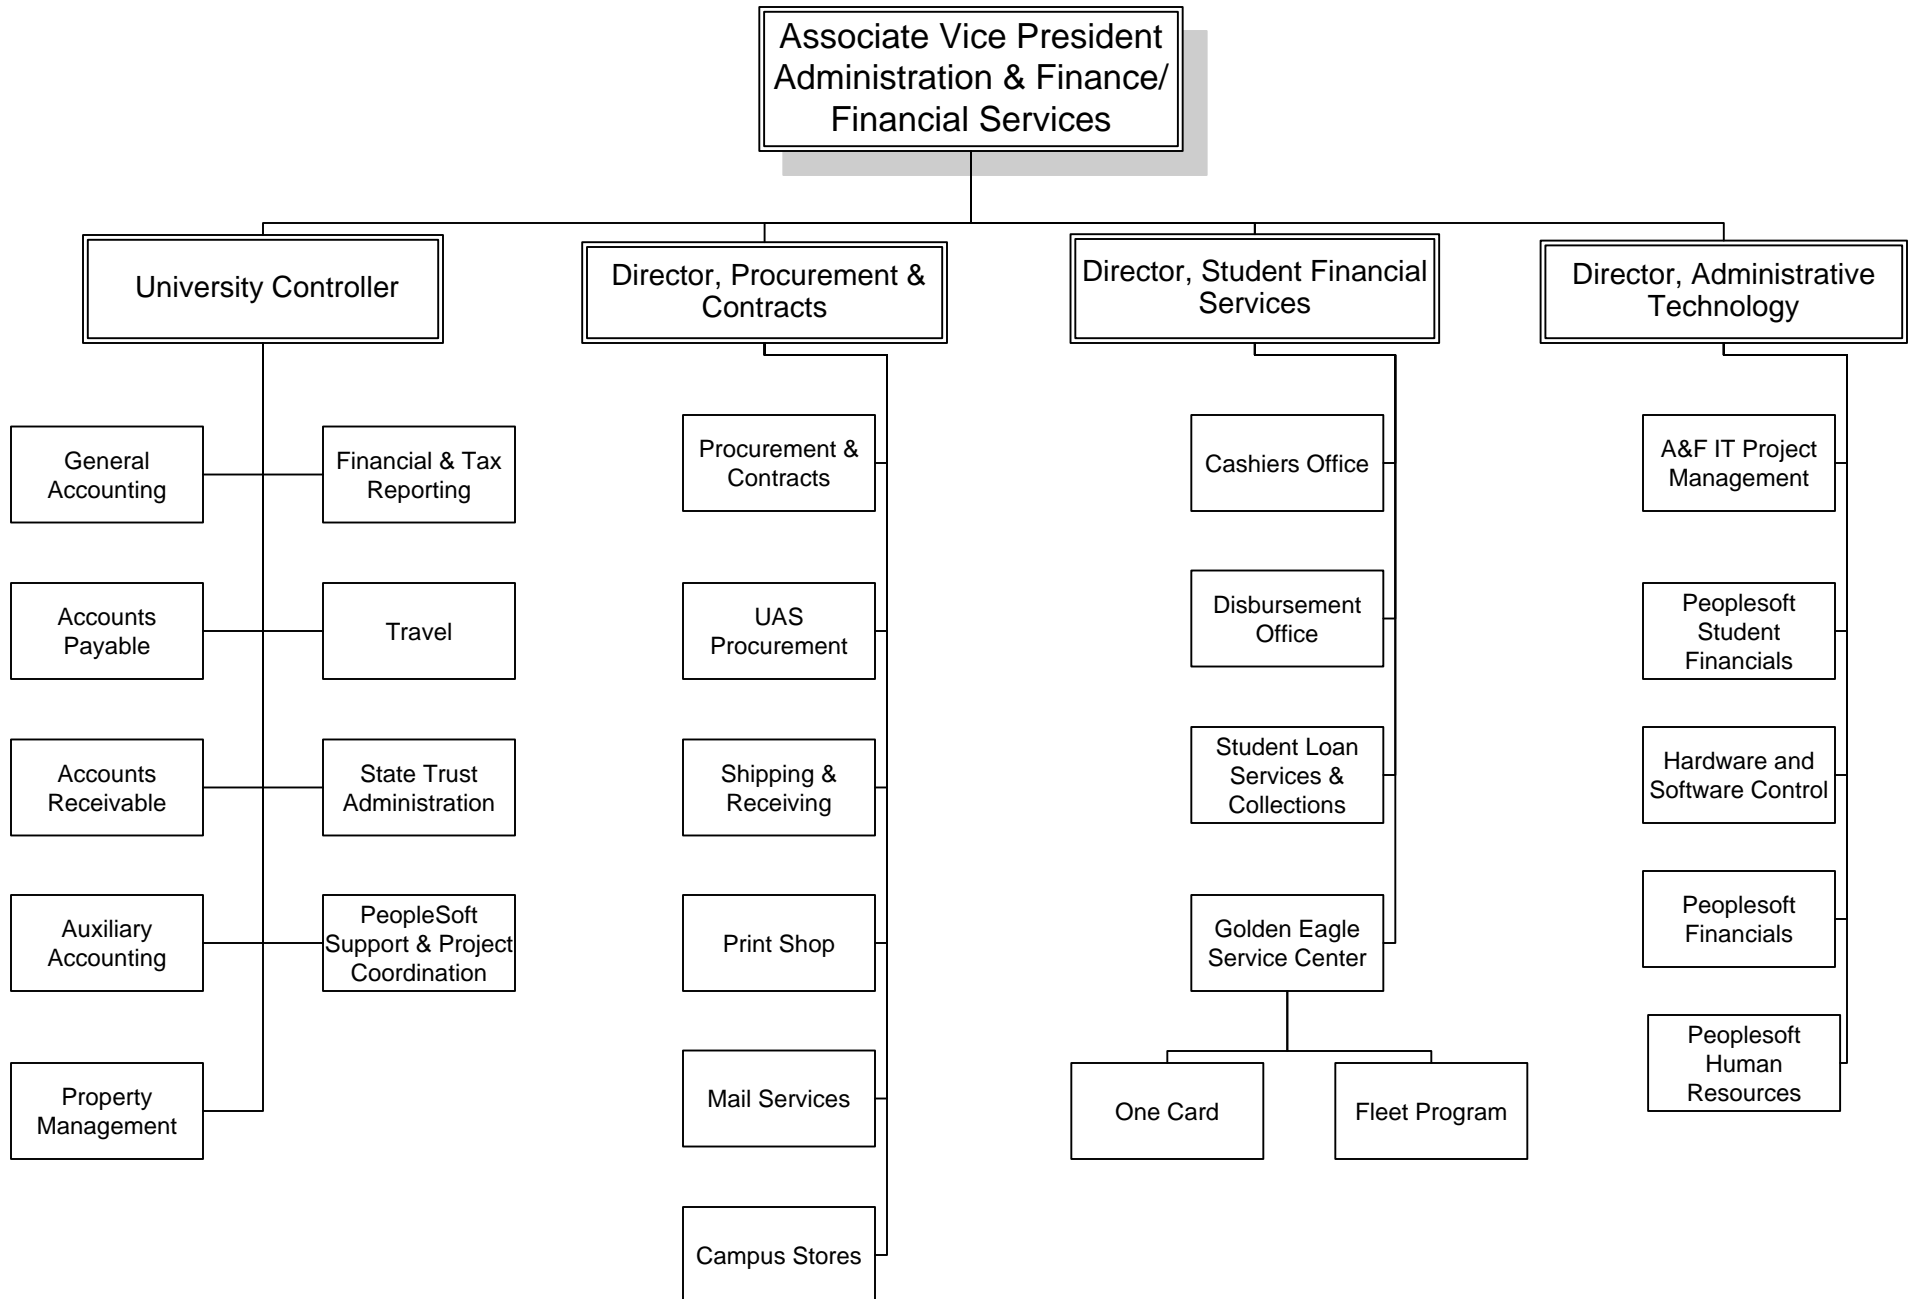 Associate Vice President
Administration & Finance/
Financial Services
University Controller
Director, Procurement &
Contracts
Director, Student Financial
Services
Director, Administrative
Technology
General
Accounting
Financial & Tax
Reporting
Accounts
Payable
Travel
Accounts
Receivable
State Trust
Administration
Auxiliary
Accounting
PeopleSoft
Support & Project
Coordination
Property
Management
Procurement &
Contracts
UAS
Procurement
Shipping &
Receiving
Print Shop
Mail Services
Campus Stores
Cashiers Office
Disbursement
Office
Student Loan
Services &
Collections
Golden Eagle
Service Center
One Card
Fleet Program
A&F IT Project
Management
Peoplesoft
Student
Financials
Hardware and
Software Control
Peoplesoft
Financials
Peoplesoft
Human
Resources